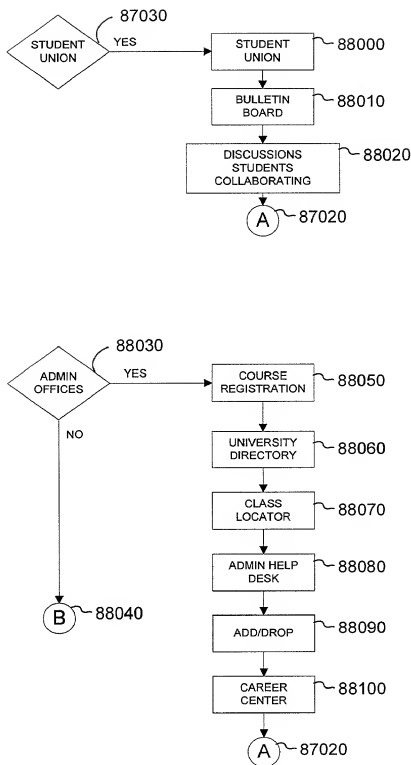 87030
STUDENT
UNION
YES
STUDENT
UNION
88000
BULLETIN
BOARD
88010
DISCUSSIONS
STUDENTS
COLLABORATING
88020
A
87020
88030
ADMIN
OFFICES
YES
NO
COURSE
REGISTRATION
88050
UNIVERSITY
DIRECTORY
88060
CLASS
LOCATOR
88070
ADMIN HELP
DESK
88080
B
88040
ADD/DROP
88090
CAREER
CENTER
88100
A
87020